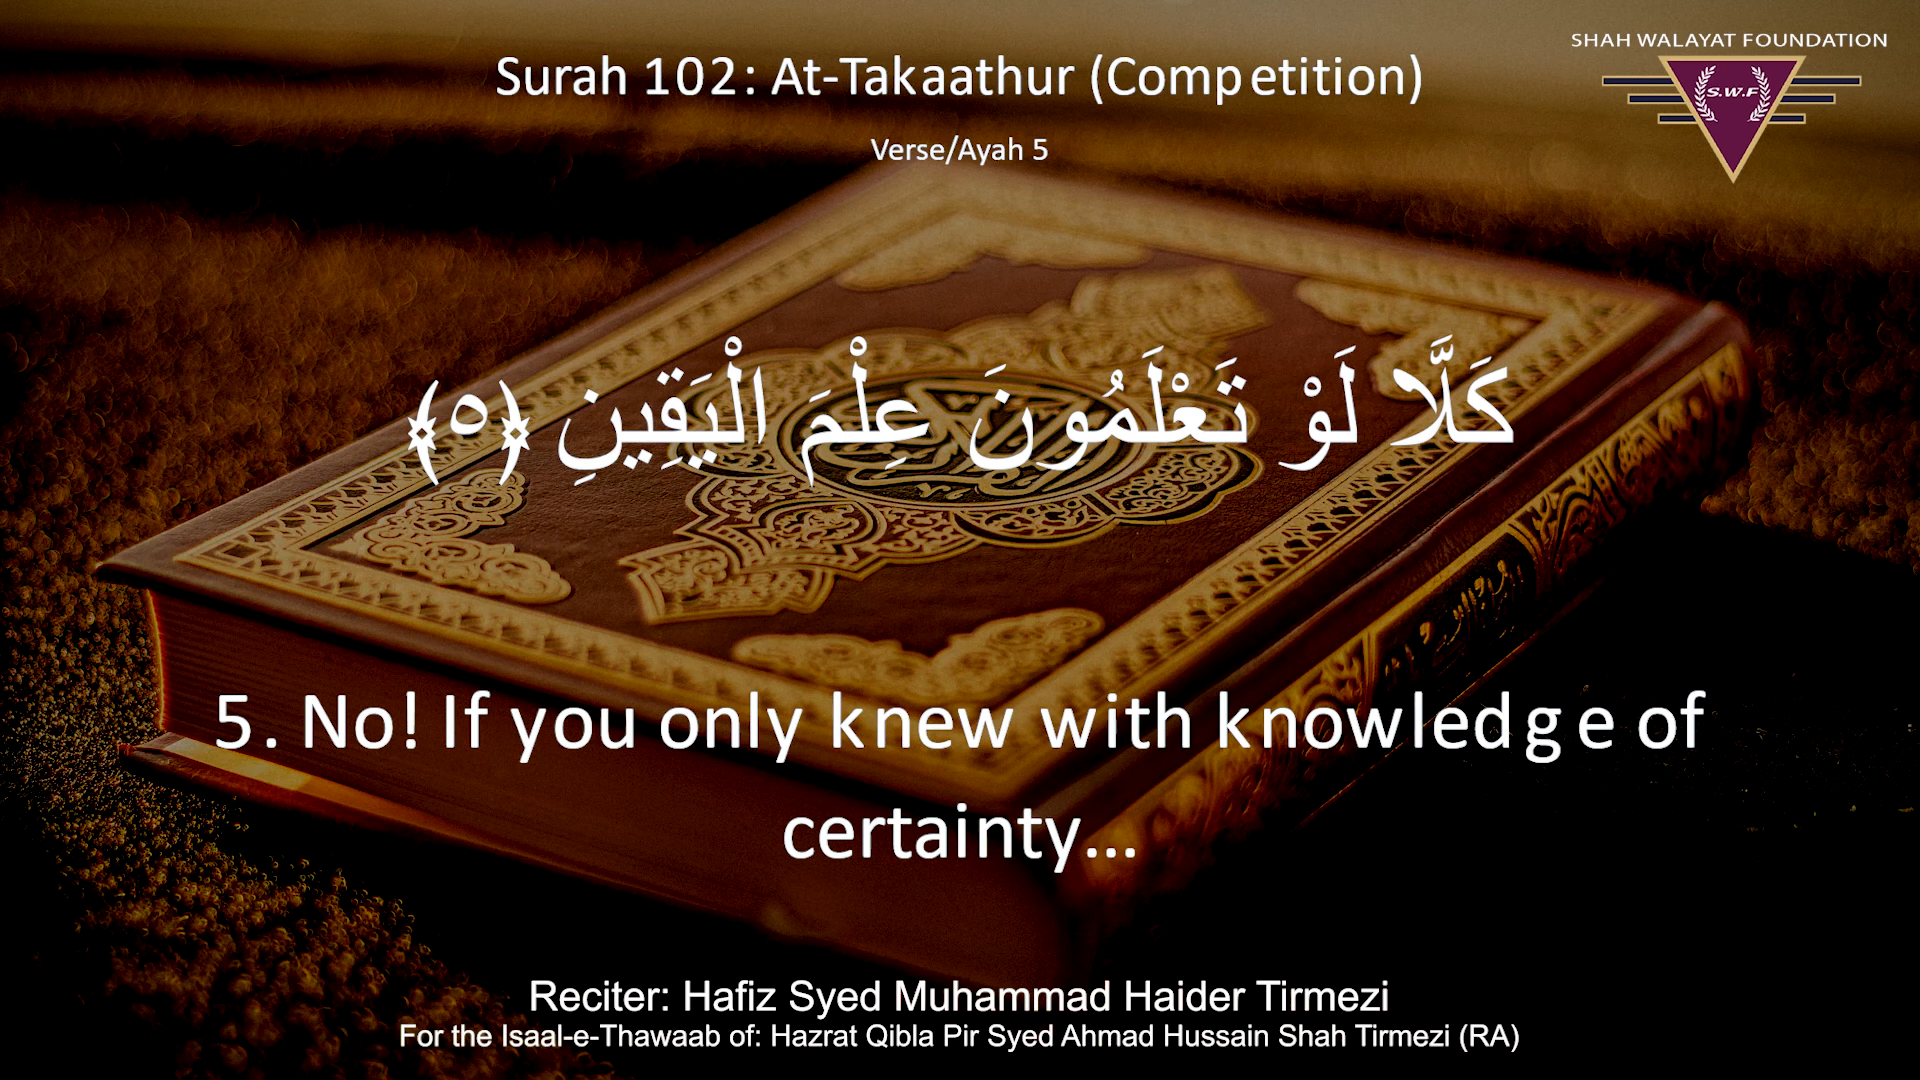 SHAH WALAYAT FOUNDATION
S.W.F
Surah 102: At-Takaathur (Competition)
Verse/Ayah 5
كَلَّا لَوْ تَعْلَمُونَ عِلْمَ الْيَقِينِ ﴿٥﴾
5. No! If you only knew with knowledge of
certainty...
Reciter: Hafiz Syed Muhammad Haider Tirmezi
For the Isaal-e-Thawaab of: Hazrat Qibla Pir Syed Ahmad Hussain Shah Tirmezi (RA)